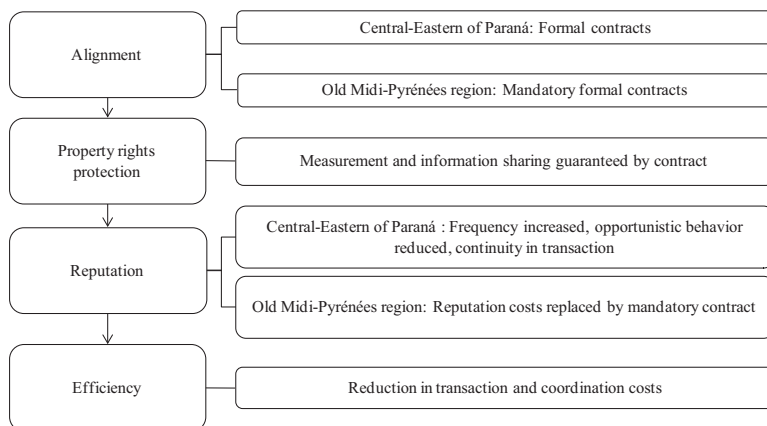 Alignment
Central-Eastern of Paraná: Formal contracts
Old Midi-Pyrénées region: Mandatory formal contracts
Property rights
protection
Measurement and information sharing guaranteed by contract
Reputation
Central-Eastern of Paraná : Frequency increased, opportunistic behavior
reduced, continuity in transaction
Old Midi-Pyrénées region: Reputation costs replaced by mandatory contract
Efficiency
Reduction in transaction and coordination costs